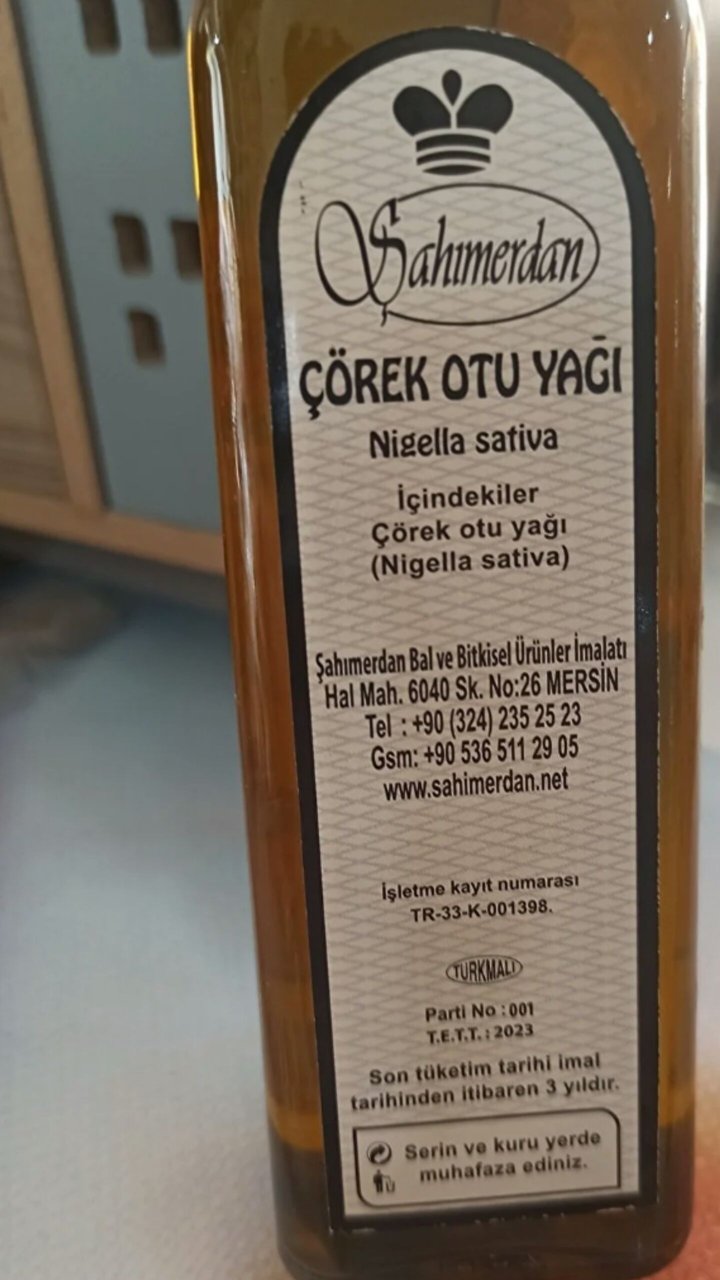 Şahımerdan
ÇÖREK OTU YAĞI
Nigella sativa
İçindekiler
Çörek otu yağı
(Nigella sativa)
Şahımerdan Bal ve Bitkisel Ürünler İmalatı
Hal Mah. 6040 Sk. No:26 MERSİN
Tel : +90 (324) 235 25 23
Gsm: +90 536 511 29 05
www.sahimerdan.net
İşletme kayıt numarası
TR-33-K-001398.
TÜRKMALI
Parti No : 001
T.E.T.T. : 2023
Son tüketim tarihi imal
tarihinden itibaren 3 yıldır.
Serin ve kuru yerde
muhafaza ediniz.